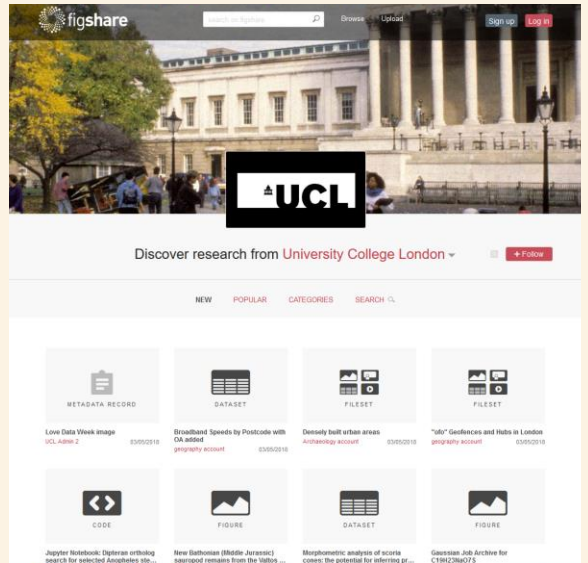 figshare
search on figshare
Browse
Upload
Sign up
Log in
UCL
Discover research from University College London
+ Follow
NEW
POPULAR
CATEGORIES
SEARCH
METADATA RECORD
DATASET
FILESET
FILESET
Love Data Week image
UCL Admin 2
03/05/2018
Broadband Speeds by Postcode with
OA added
geography account
03/05/2018
Densely built urban areas
Archaeology account
03/05/2018
"ofo" Geofences and Hubs in London
geography account
03/05/2018
CODE
FIGURE
DATASET
FIGURE
Jupyter Notebook: Dipteran ortholog
search for selected Anopheles ste...
New Bathonian (Middle Jurassic)
sauropod remains from the Valtos ...
Morphometric analysis of scoria
cones: the potential for inferring pr...
Gaussian Job Archive for
C19H23NaO7S